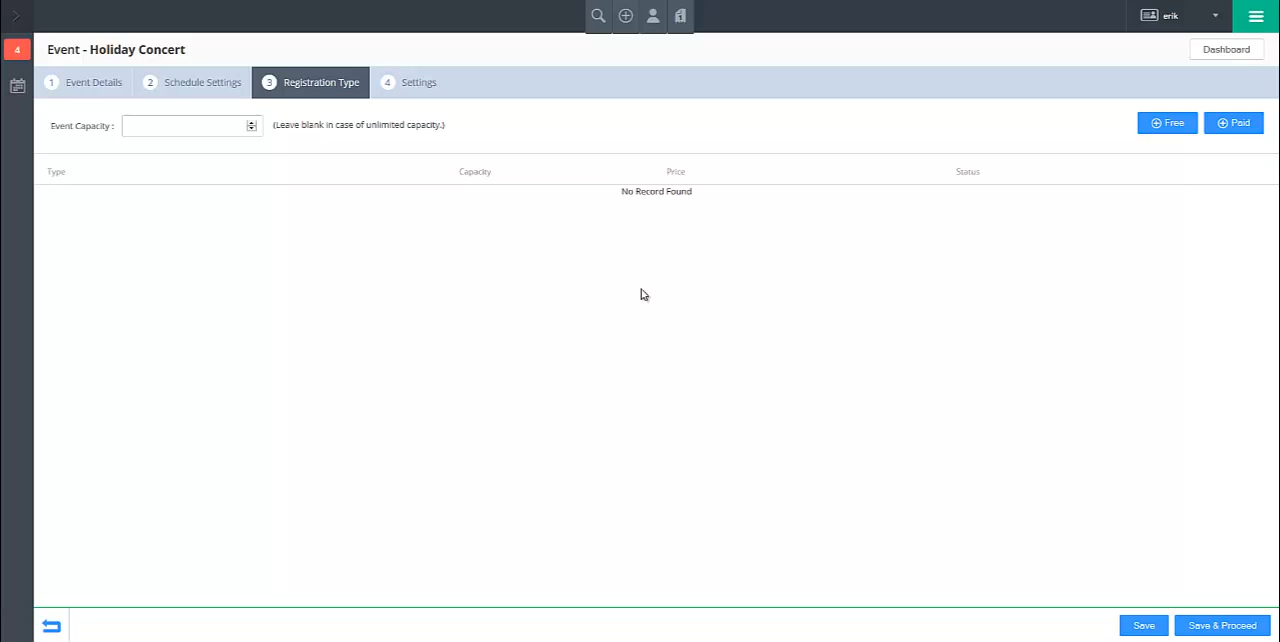 erik
4
Event - Holiday Concert
Dashboard
1 Event Details 2 Schedule Settings 3 Registration Type 4 Settings
Event Capacity : (Leave blank in case of unlimited capacity.) Free Paid
Type Capacity Price Status
No Record Found
Save Save & Proceed